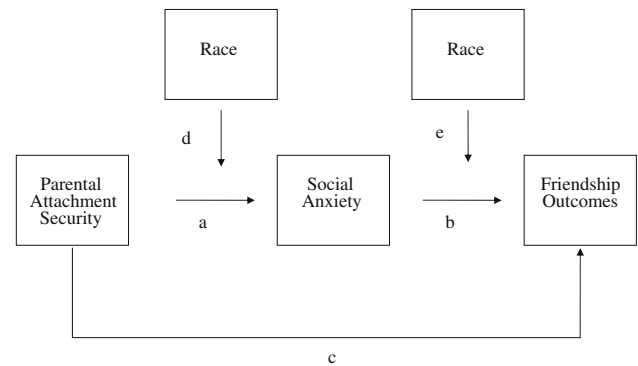 Race
Race
d
e
Parental
Attachment
Security
a
Social
Anxiety
b
Friendship
Outcomes
c